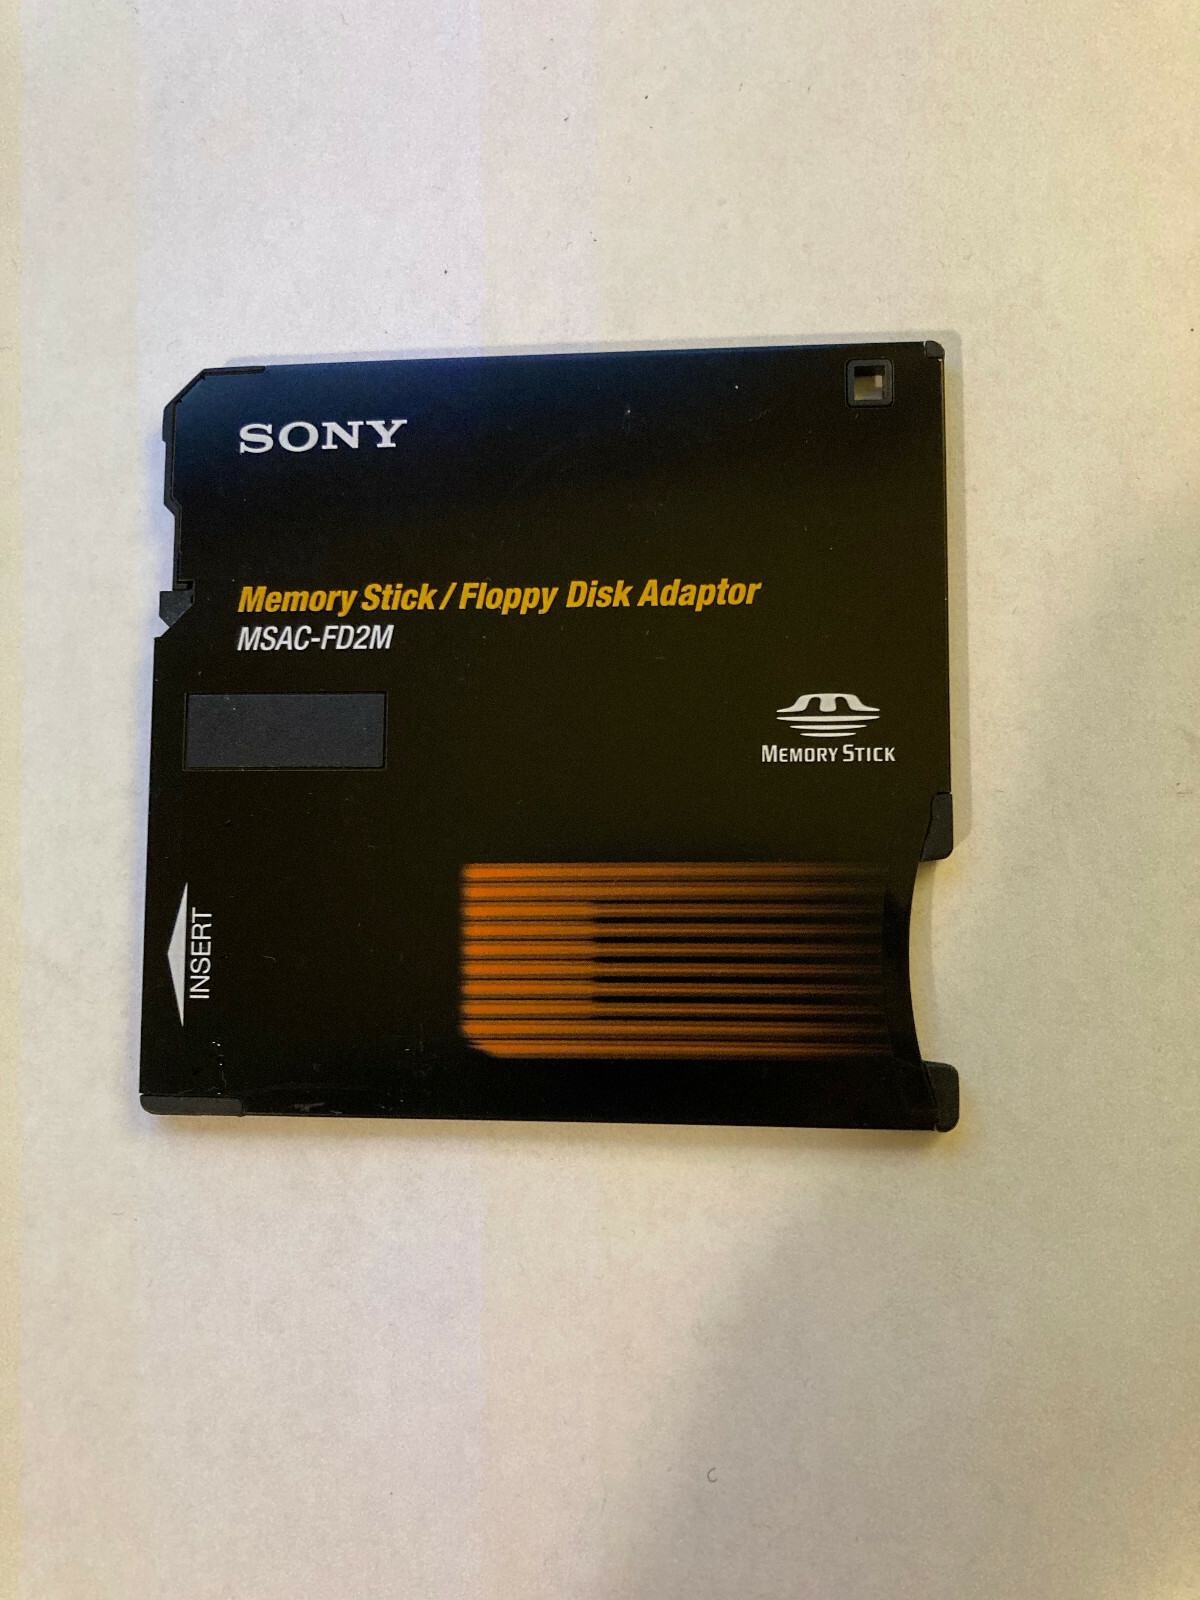 SONY
Memory Stick / Floppy Disk Adaptor
MSAC-FD2M
MEMORY STICK
INSERT